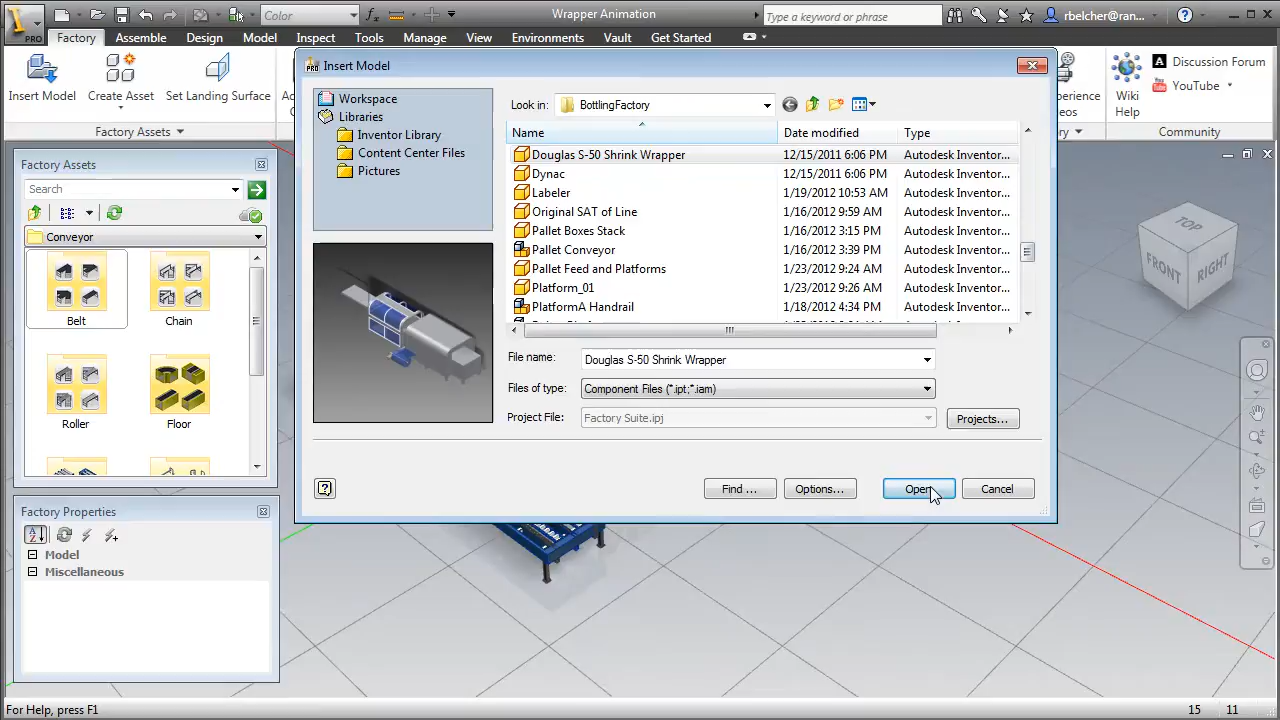 PRO
Color
Wrapper Animation
Type a keyword or phrase
rbelcher@ran...
Factory
Assemble
Design
Model
Inspect
Tools
Manage
View
Environments
Vault
Get Started
Insert Model
Create Asset
Set Landing Surface
Factory Assets
Wiki
Help
Discussion Forum
YouTube
Community
Factory Assets
Search
Conveyor
Belt
Chain
Roller
Floor
Factory Properties
Model
Miscellaneous
Insert Model
Workspace
Libraries
Inventor Library
Content Center Files
Pictures
Look in: BottlingFactory
Name Date modified Type
Douglas S-50 Shrink Wrapper 12/15/2011 6:06 PM Autodesk Inventor...
Dynac 12/15/2011 6:06 PM Autodesk Inventor...
Labeler 1/19/2012 10:53 AM Autodesk Inventor...
Original SAT of Line 1/16/2012 9:59 AM Autodesk Inventor...
Pallet Boxes Stack 1/16/2012 3:15 PM Autodesk Inventor...
Pallet Conveyor 1/16/2012 3:39 PM Autodesk Inventor...
Pallet Feed and Platforms 1/23/2012 9:24 AM Autodesk Inventor...
Platform_01 1/23/2012 9:26 AM Autodesk Inventor...
PlatformA Handrail 1/18/2012 4:34 PM Autodesk Inventor...
File name: Douglas S-50 Shrink Wrapper
Files of type: Component Files (*.ipt;*.iam)
Project File: Factory Suite.ipj
Projects...
Find ...
Options...
Open
Cancel
TOP
FRONT
RIGHT
For Help, press F1
15 11